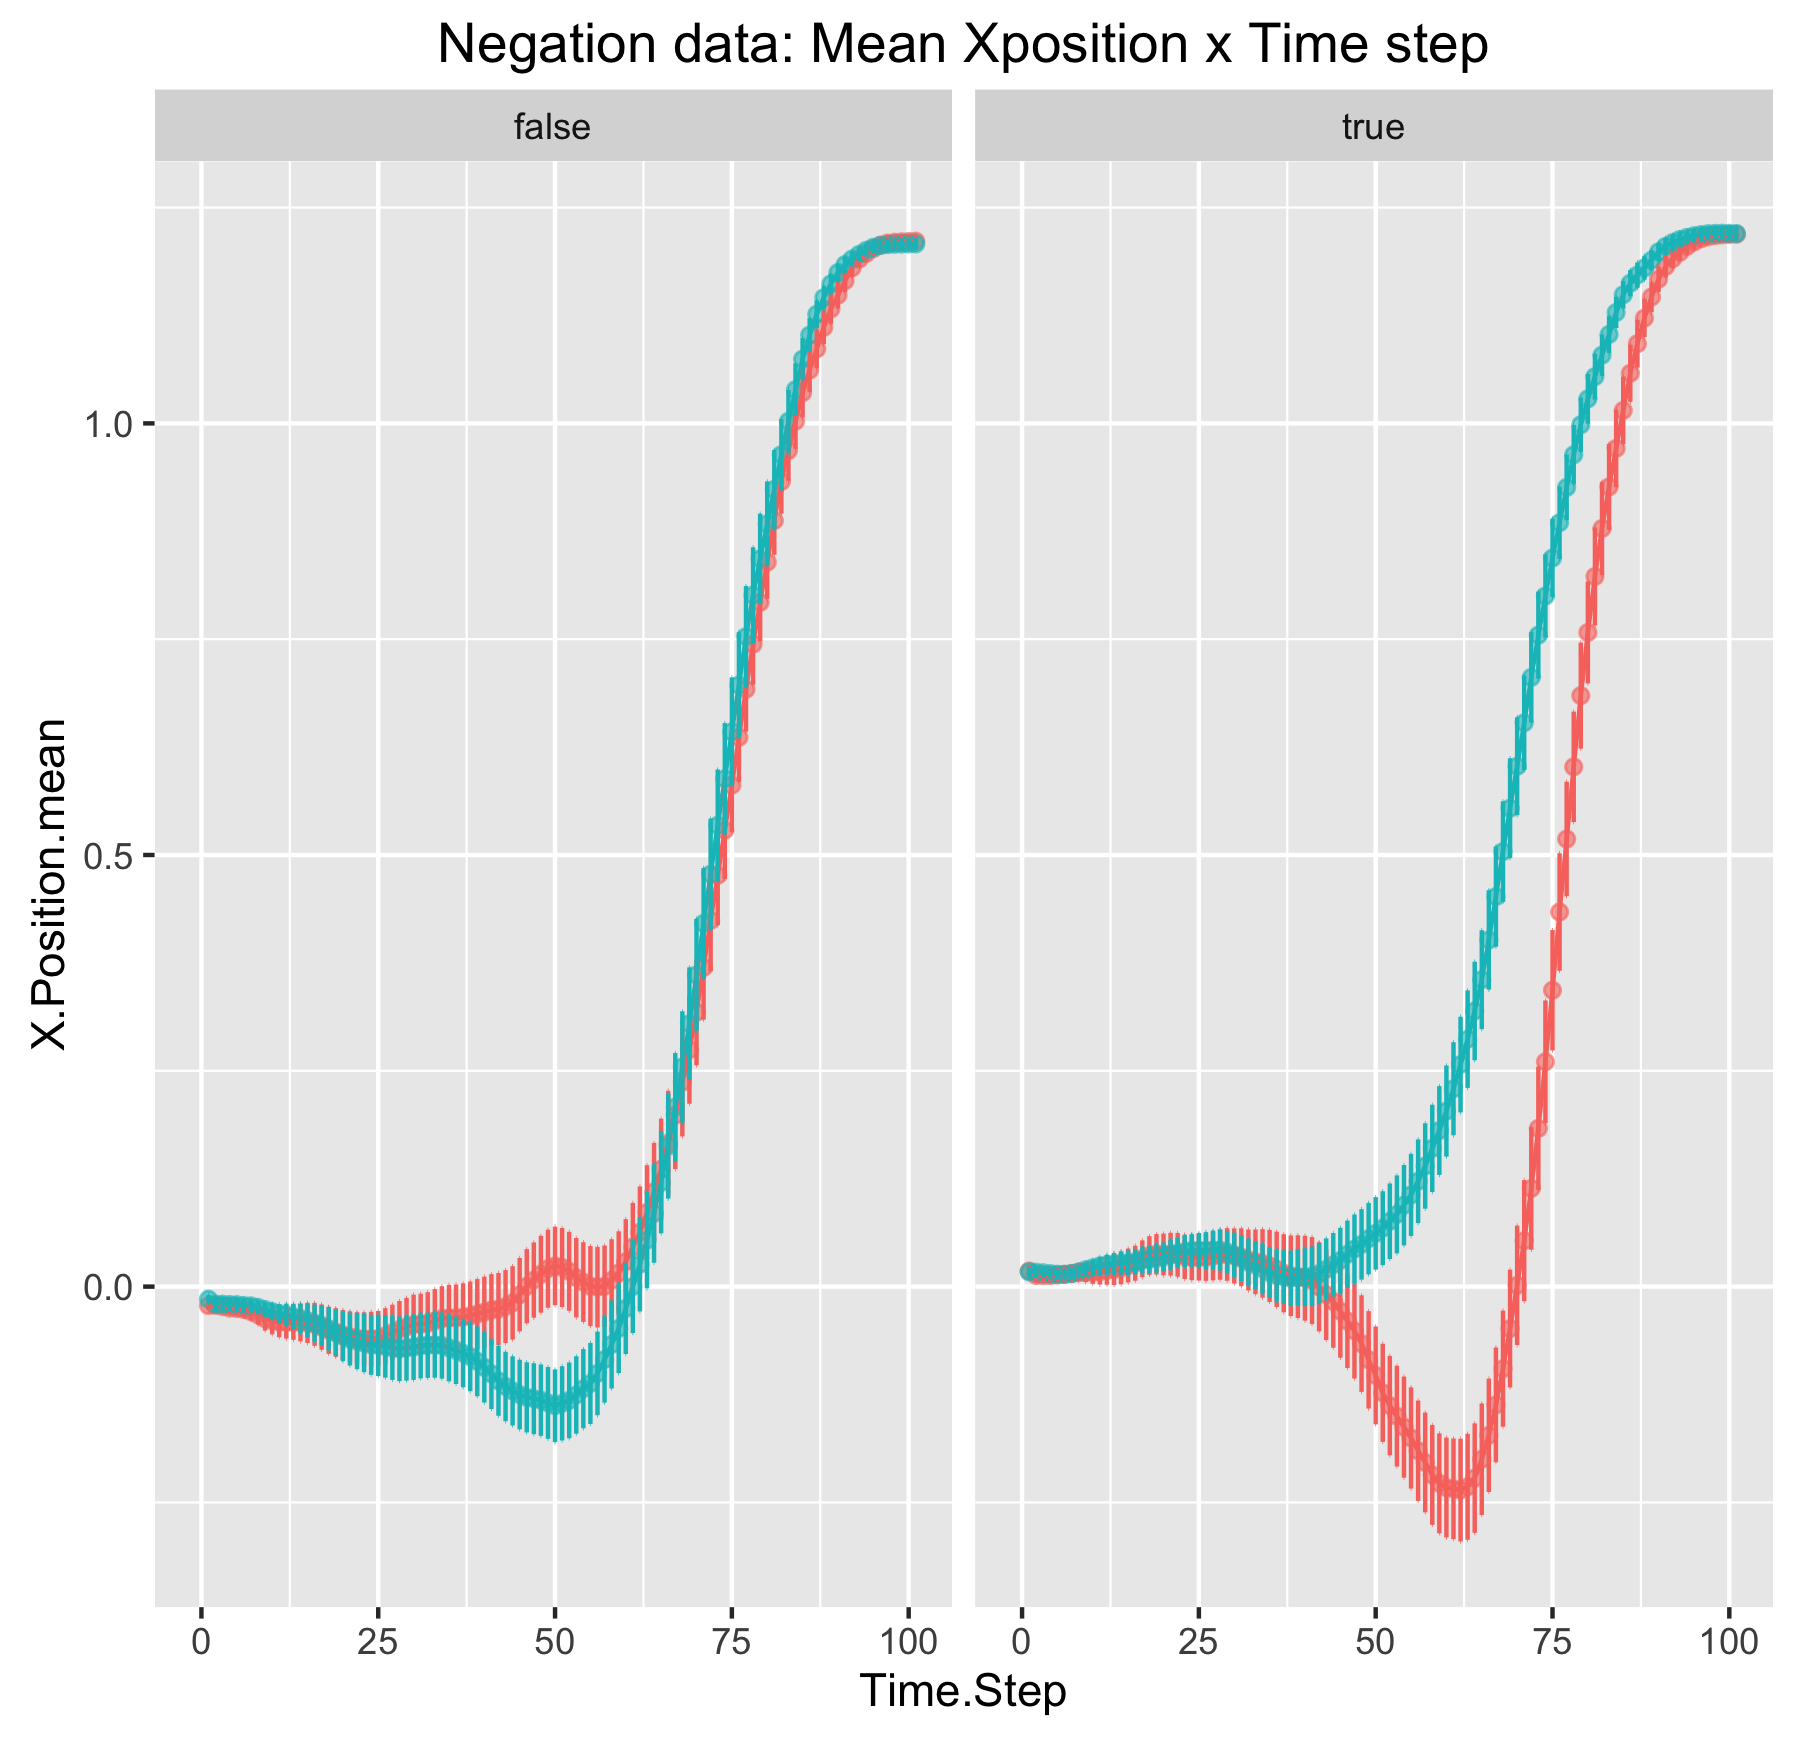 Negation data: Mean Xposition x Time step
false
true
X.Position.mean
1.0
0.5
0.0
0 25 50 75 100
0 25 50 75 100
Time.Step